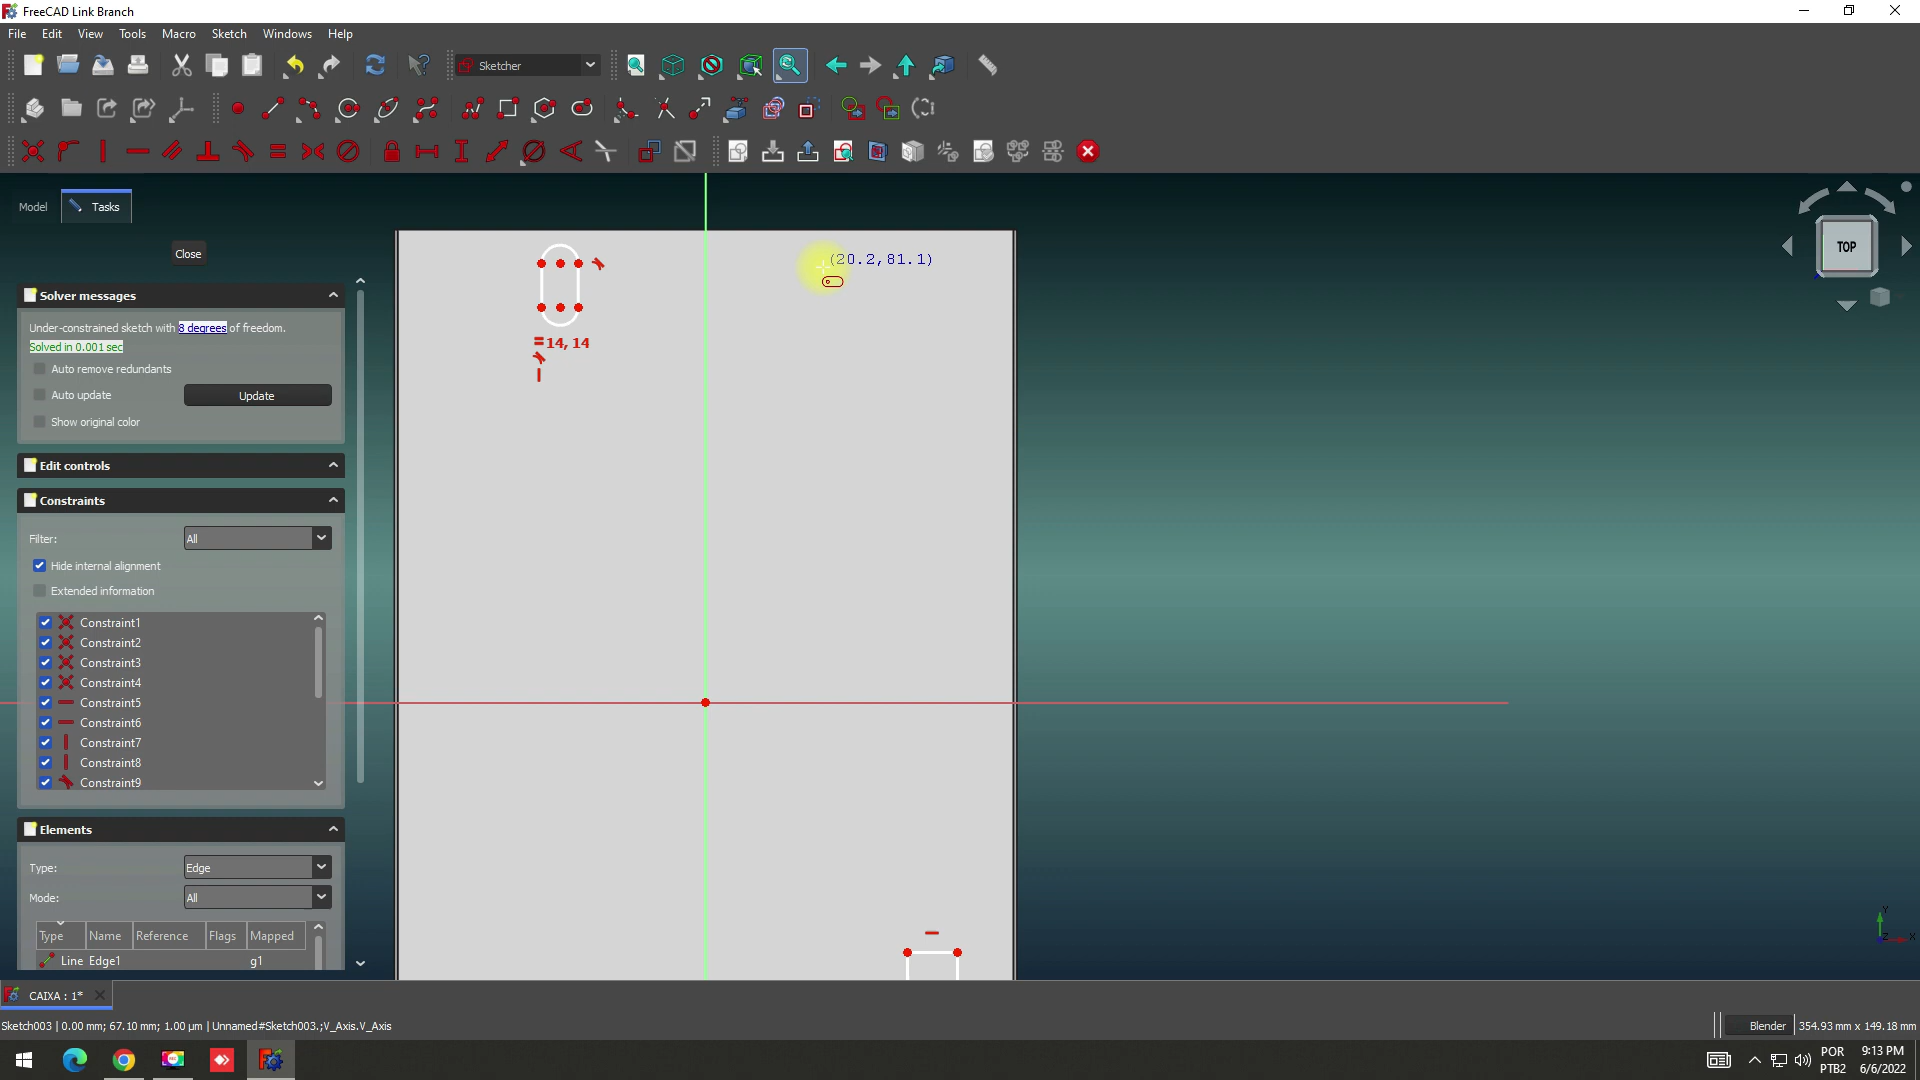 FreeCAD Link Branch
File Edit View Tools Macro Sketch Windows Help
Sketcher
Model
Tasks
Close
TOP
(20.2,81.1)
Solver messages
Under-constrained sketch with 8 degrees of freedom.
Solved in 0.001 sec
Auto remove redundants
Auto update
Update
Show original color
14, 14
Edit controls
Constraints
Filter:
All
Hide internal alignment
Extended information
Constraint1
Constraint2
Constraint3
Constraint4
Constraint5
Constraint6
Constraint7
Constraint8
Constraint9
Elements
Type:
Edge
Mode:
All
Type Name Reference Flags Mapped
Line Edge1 g1
Y
Z X
CAIXA : 1*
Sketch003 | 0.00 mm; 67.10 mm; 1.00 µm | Unnamed#Sketch003.;V_Axis.V_Axis
Blender
354.93 mm x 149.18 mm
POR
PTB2
9:13 PM
6/6/2022